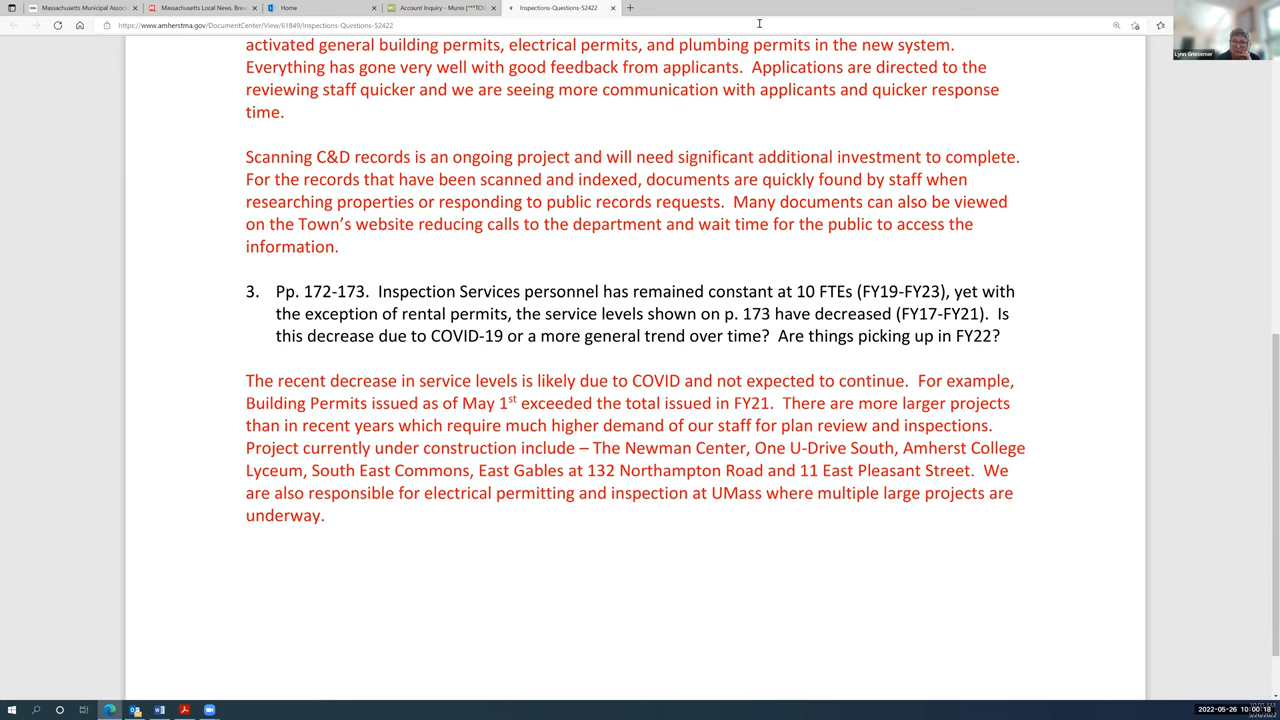 Massachusetts Municipal Assoc
Massachusetts Local News, Brea
Home
Account Inquiry - Munis [***TOV
Inspections-Questions-52422
https://www.amherstma.gov/DocumentCenter/View/61849/Inspections-Questions-52422
Lynn Griesemer
activated general building permits, electrical permits, and plumbing permits in the new system.
Everything has gone very well with good feedback from applicants. Applications are directed to the
reviewing staff quicker and we are seeing more communication with applicants and quicker response
time.
Scanning C&D records is an ongoing project and will need significant additional investment to complete.
For the records that have been scanned and indexed, documents are quickly found by staff when
researching properties or responding to public records requests. Many documents can also be viewed
on the Town's website reducing calls to the department and wait time for the public to access the
information.
3. Pp. 172-173. Inspection Services personnel has remained constant at 10 FTEs (FY19-FY23), yet with
the exception of rental permits, the service levels shown on p. 173 have decreased (FY17-FY21). Is
this decrease due to COVID-19 or a more general trend over time? Are things picking up in FY22?
The recent decrease in service levels is likely due to COVID and not expected to continue. For example,
Building Permits issued as of May 1st exceeded the total issued in FY21. There are more larger projects
than in recent years which require much higher demand of our staff for plan review and inspections.
Project currently under construction include – The Newman Center, One U-Drive South, Amherst College
Lyceum, South East Commons, East Gables at 132 Northampton Road and 11 East Pleasant Street. We
are also responsible for electrical permitting and inspection at UMass where multiple large projects are
underway.
2022-05-26 10:00:18